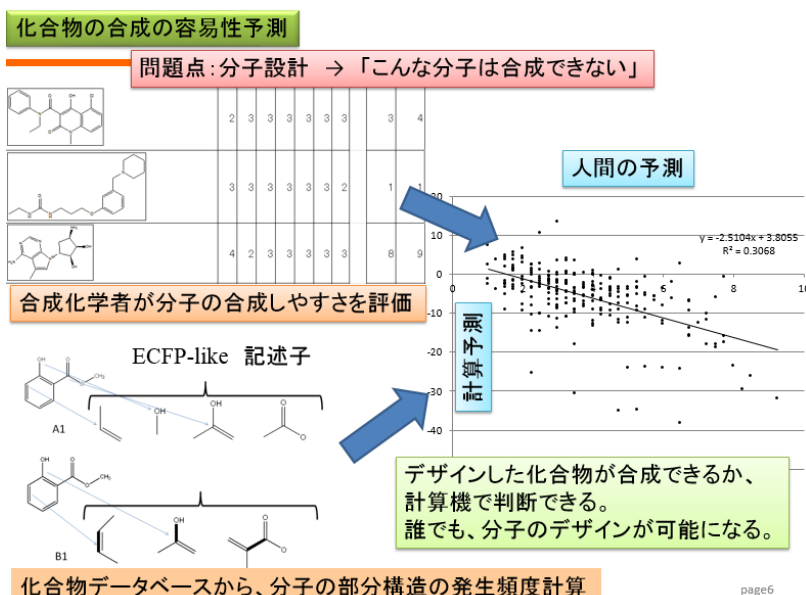 化合物の合成の容易性予測
問題点：分子設計 → 「こんな分子は合成できない」
2 3 3 3 3 3 3 3 4
3 3 3 3 3 3 2 1 1
4 2 3 3 3 3 3 8 9
合成化学者が分子の合成しやすさを評価
人間の予測
20
10
0
-10
-20
-30
-40
0 2 4 6 8 10
y = -2.5104x + 3.8055
R² = 0.3068
計算予測
ECFP-like 記述子
A1
B1
デザインした化合物が合成できるか、
計算機で判断できる。
誰でも、分子のデザインが可能になる。
化合物データベースから、分子の部分構造の発生頻度計算
page6